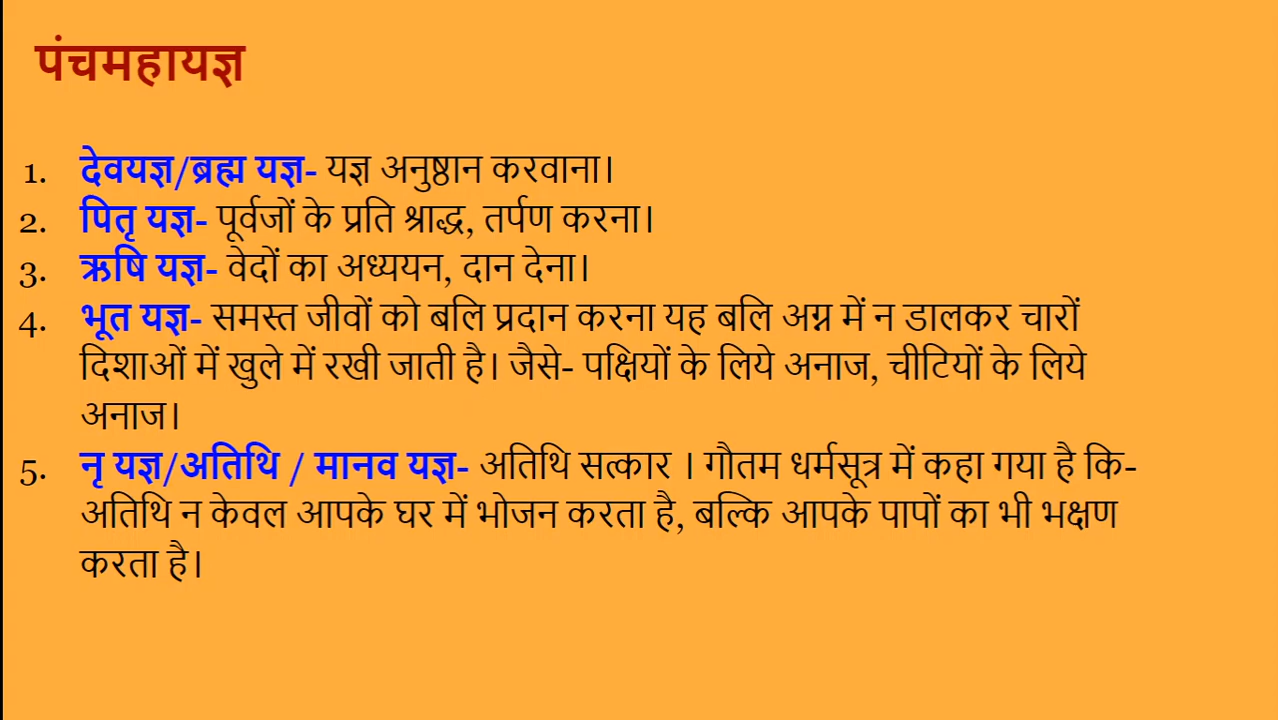 पंचमहायज्ञ
1. देवयज्ञ/ब्रह्म यज्ञ- यज्ञ अनुष्ठान करवाना।
2. पितृ यज्ञ- पूर्वजों के प्रति श्राद्ध, तर्पण करना।
3. ऋषि यज्ञ- वेदों का अध्ययन, दान देना।
4. भूत यज्ञ- समस्त जीवों को बलि प्रदान करना यह बलि अग्न में न डालकर चारों
दिशाओं में खुले में रखी जाती है। जैसे- पक्षियों के लिये अनाज, चीटियों के लिये
अनाज।
5. नृ यज्ञ/अतिथि / मानव यज्ञ- अतिथि सत्कार । गौतम धर्मसूत्र में कहा गया है कि-
अतिथि न केवल आपके घर में भोजन करता है, बल्कि आपके पापों का भी भक्षण
करता है।